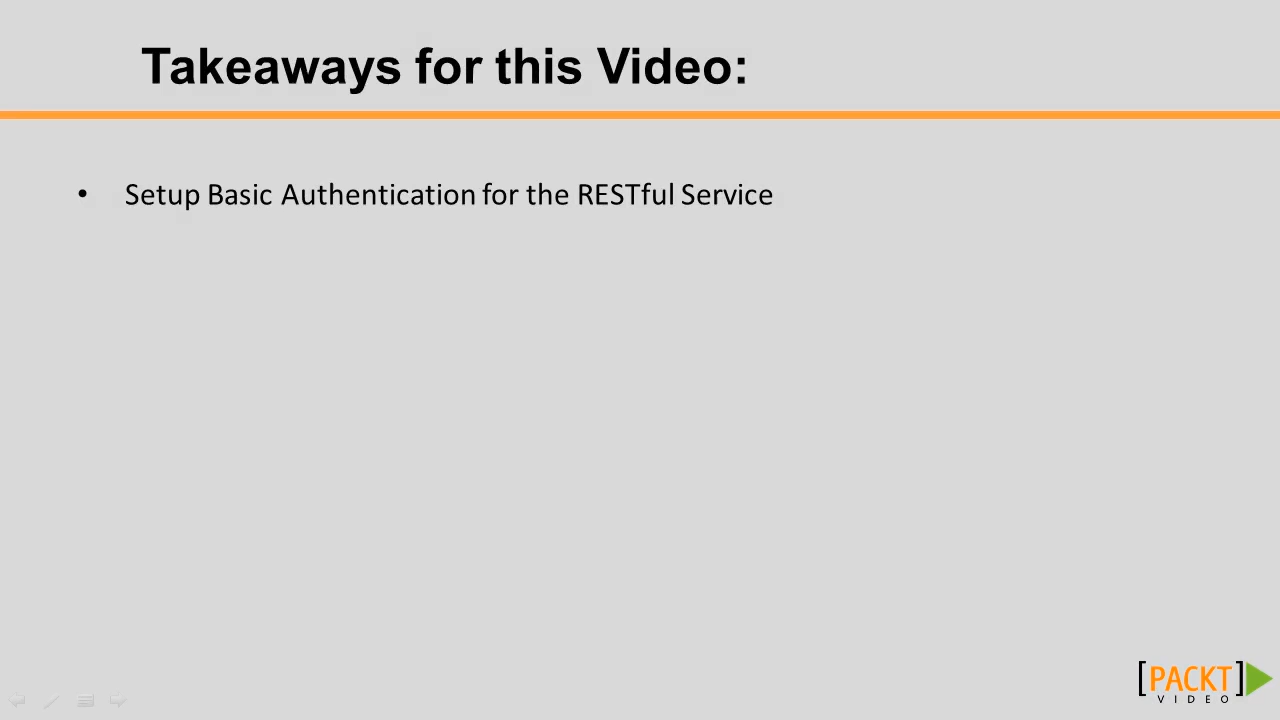 Takeaways for this Video:
• Setup Basic Authentication for the RESTful Service
[PACKT]
VIDEO